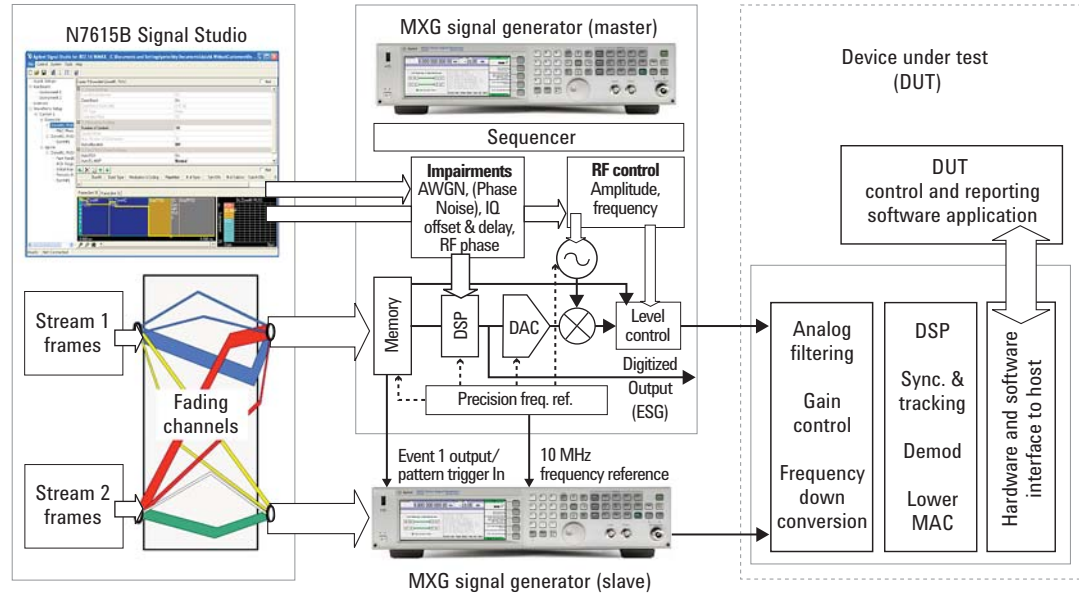 N7615B Signal Studio
MXG signal generator (master)
Sequencer
Impairments
AWGN, (Phase
Noise), IQ
offset & delay,
RF phase
RF control
Amplitude,
frequency
Memory
DSP
DAC
Level
control
Digitized
Output
(ESG)
Precision freq. ref.
Stream 1
frames
Fading
channels
Stream 2
frames
Event 1 output/
pattern trigger In
10 MHz
frequency reference
MXG signal generator (slave)
Device under test
(DUT)
DUT
control and reporting
software application
Analog
filtering
Gain
control
Frequency
down
conversion
DSP
Sync. &
tracking
Demod
Lower
MAC
Hardware and software
interface to host